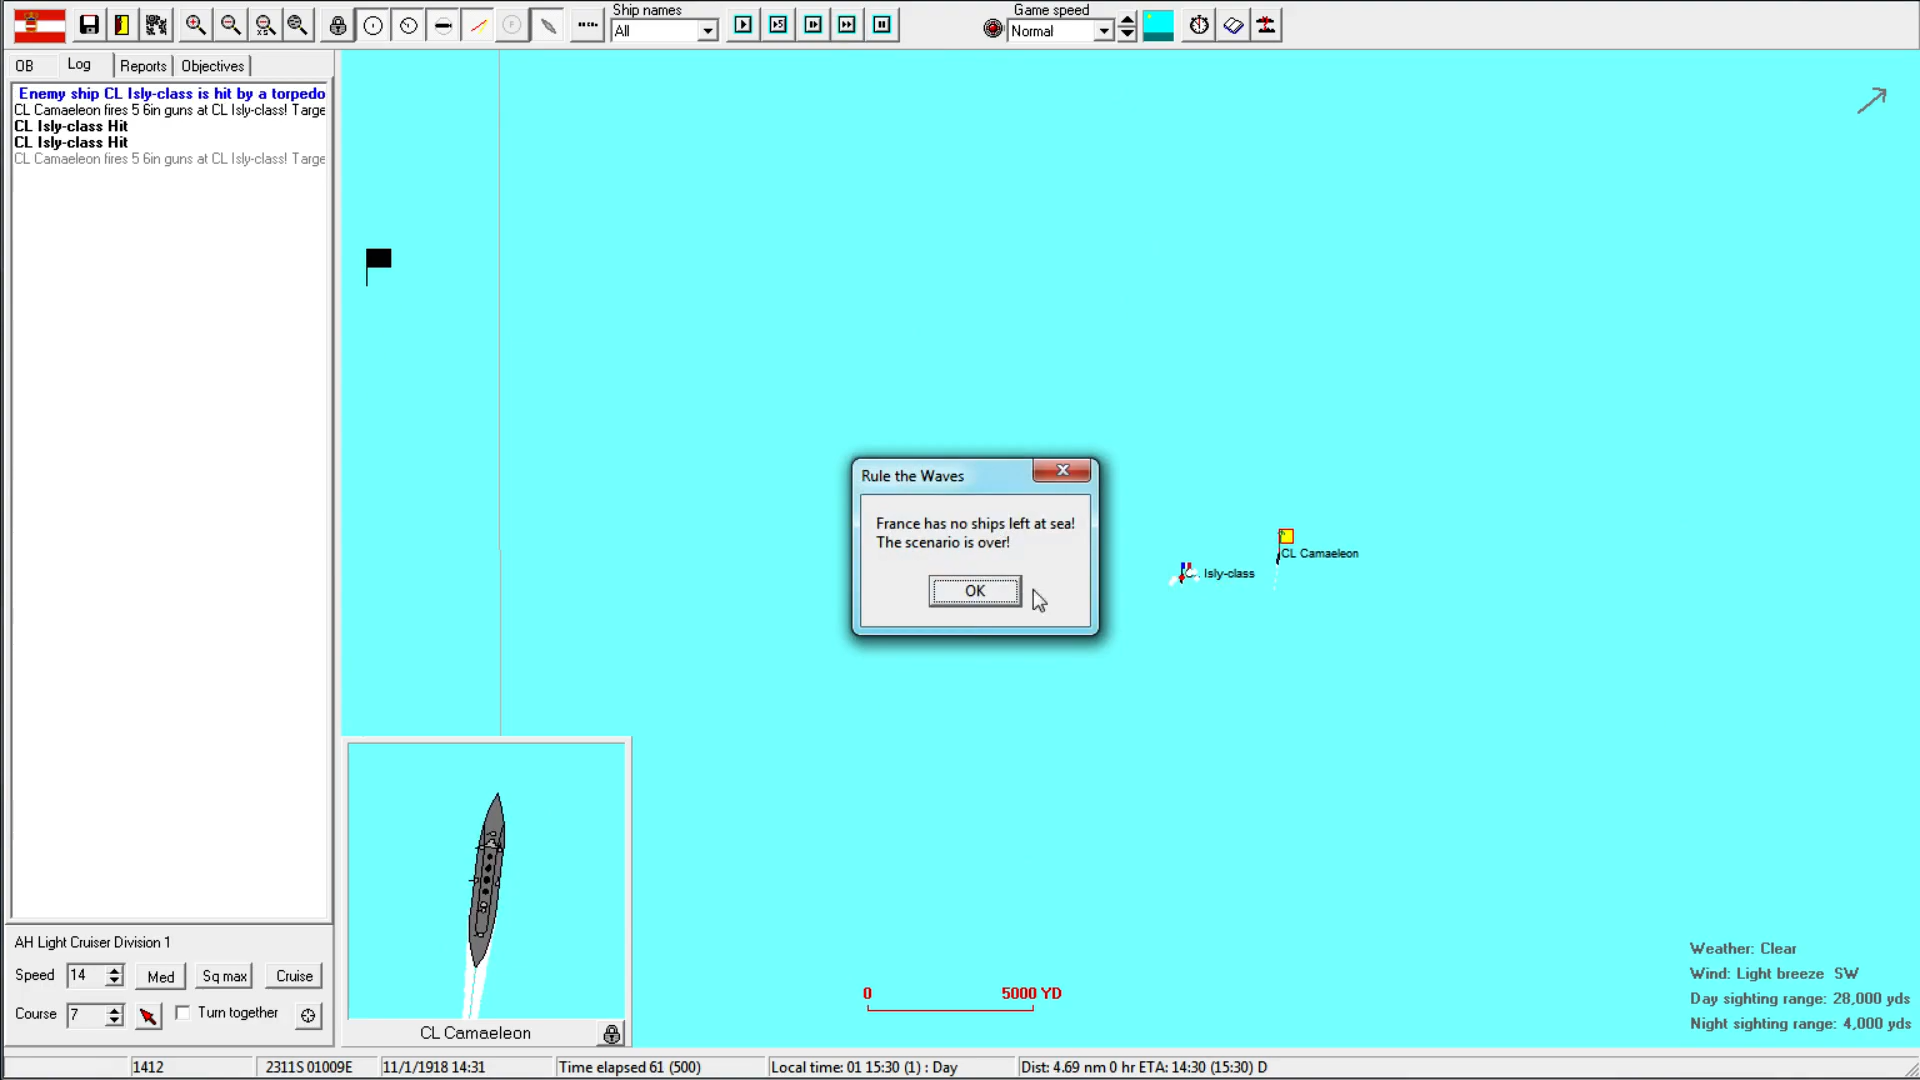 Ship names
All
Game speed
Normal
OB
Log
Reports
Objectives
Enemy ship CL Isly-class is hit by a torpedo
CL Camaeleon fires 5 6in guns at CL Isly-class! Targe
CL Isly-class Hit
CL Isly-class Hit
CL Camaeleon fires 5 6in guns at CL Isly-class! Targe
Rule the Waves
France has no ships left at sea!
The scenario is over!
OK
CL Camaeleon
Isly-class
AH Light Cruiser Division 1
Speed 14 Med Sq max Cruise
Course 7 Turn together
CL Camaeleon
0 5000 YD
Weather: Clear
Wind: Light breeze SW
Day sighting range: 28,000 yds
Night sighting range: 4,000 yds
1412 2311S 01009E 11/1/1918 14:31 Time elapsed 61 (500) Local time: 01 15:30 (1) : Day Dist: 4.69 nm 0 hr ETA: 14:30 (15:30) D